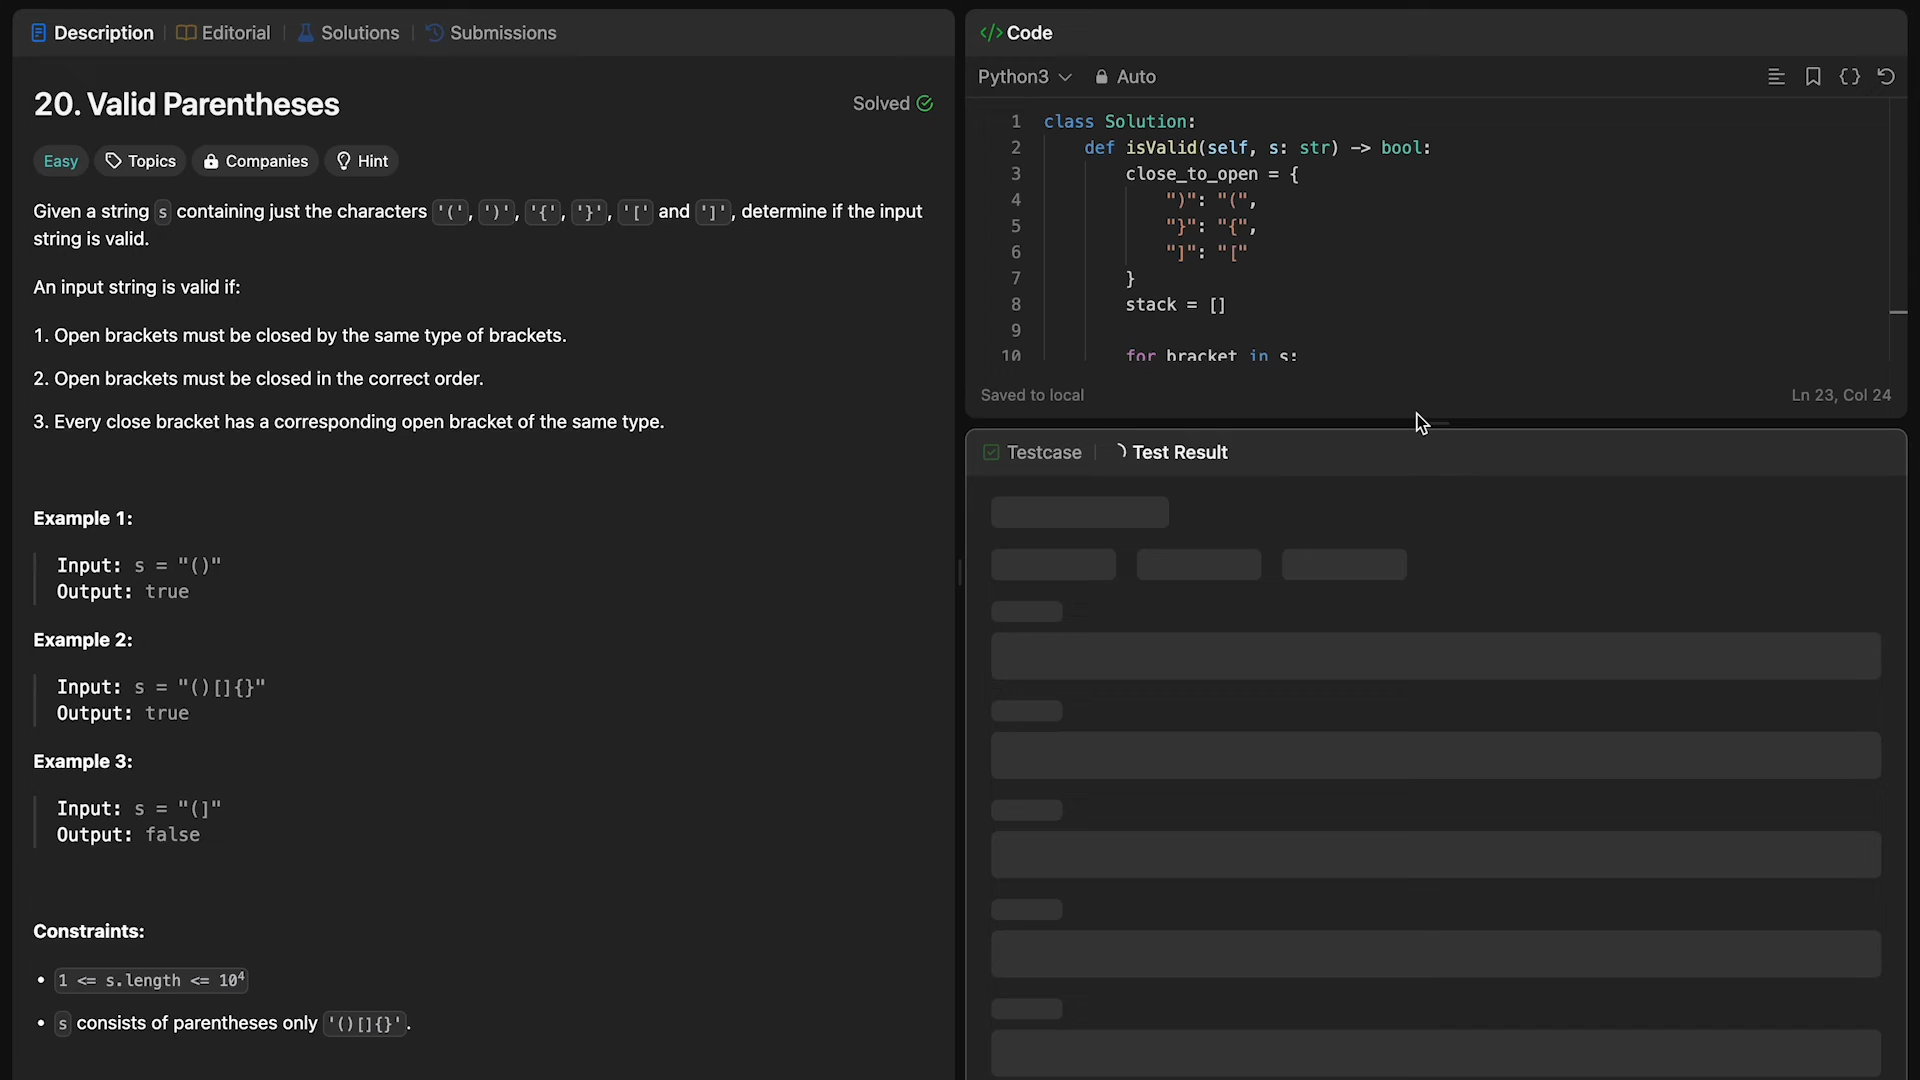 Description
Editorial
Solutions
Submissions
20. Valid Parentheses
Solved
Easy
Topics
Companies
Hint
Given a string s containing just the characters '(', ')', '{', '}', '[' and ']', determine if the input
string is valid.
An input string is valid if:
1. Open brackets must be closed by the same type of brackets.
2. Open brackets must be closed in the correct order.
3. Every close bracket has a corresponding open bracket of the same type.
Example 1:
Input: s = "()"
Output: true
Example 2:
Input: s = "()[]{}"
Output: true
Example 3:
Input: s = "(]"
Output: false
Constraints:
• 1 <= s.length <= 10⁴
• s consists of parentheses only '()[]{}'.
</> Code
Python3
Auto
1 class Solution:
2 def isValid(self, s: str) -> bool:
3 close_to_open = {
4 ")": "(",
5 "}": "{",
6 "]": "["
7 }
8 stack = []
9
10 for bracket in s:
Saved to local
Ln 23, Col 24
Testcase
Test Result